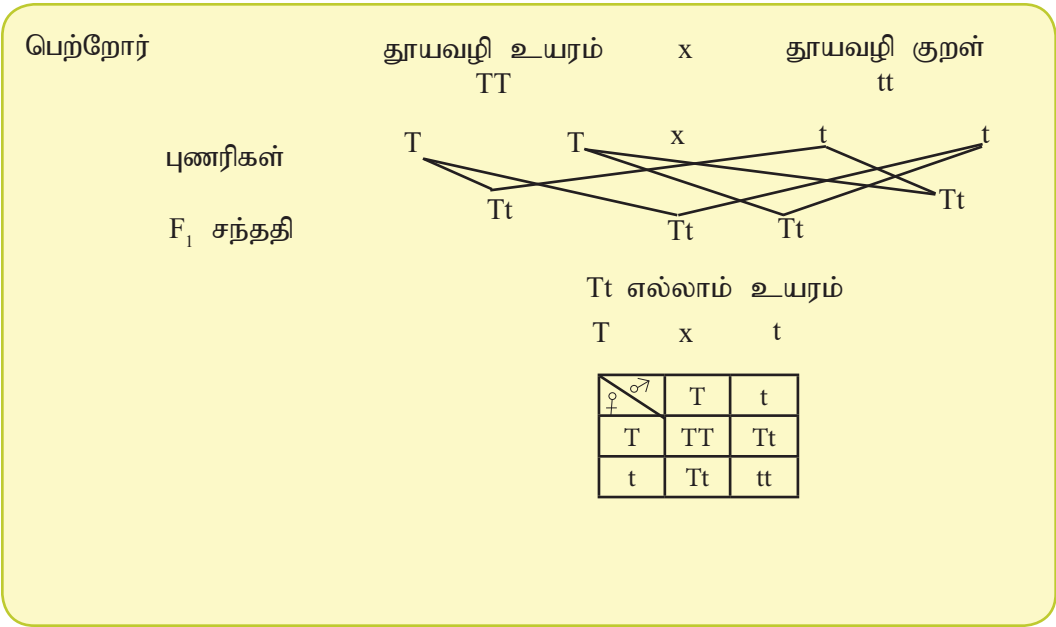 பெற்றோர் தூயவழி உயரம் x தூயவழி குறள்
TT tt
புணரிகள் T T x t t
Tt Tt Tt Tt
F₁ சந்ததி
Tt எல்லாம் உயரம்
T x t
♀ ♂ T t
T TT Tt
t Tt tt